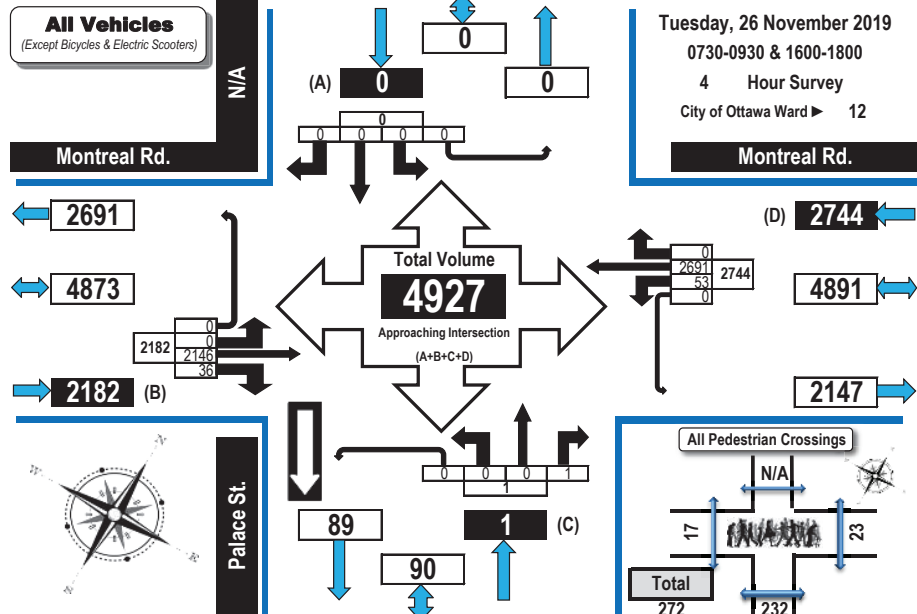 All Vehicles
(Except Bicycles & Electric Scooters)
N/A
Montreal Rd.
(A)
0
0
0
0
0 0 0 0
Tuesday, 26 November 2019
0730-0930 & 1600-1800
4 Hour Survey
City of Ottawa Ward ► 12
Montreal Rd.
2691
4873
2182
0
0
2146
36
2182 (B)
Total Volume
4927
Approaching Intersection
(A+B+C+D)
0
2691
53
0
2744
(D) 2744
4891
2147
N
W
E
S
Palace St.
0 0 0 1
1
89
1 (C)
90
All Pedestrian Crossings
N/A
17
23
Total
272
232